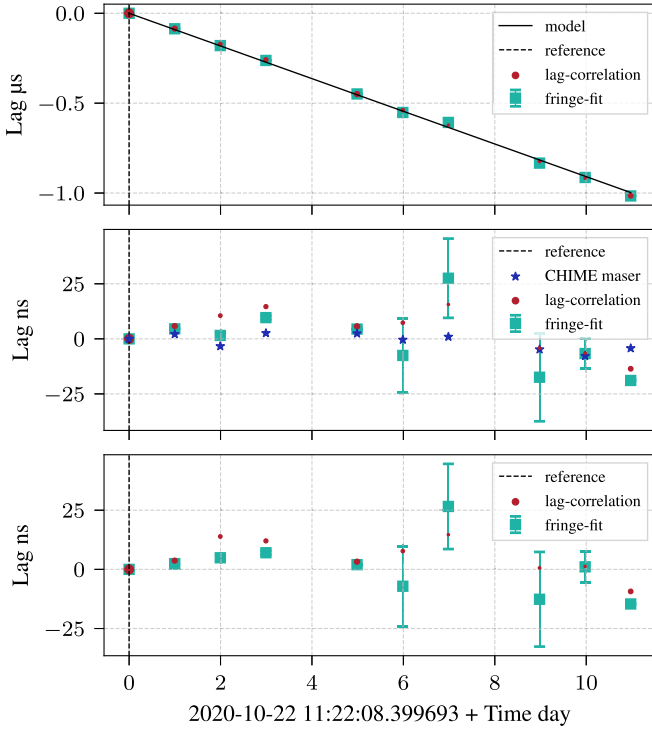 0.0
−0.5
−1.0
Lag μs
model
reference
lag-correlation
fringe-fit
25
0
−25
Lag ns
reference
CHIME maser
lag-correlation
fringe-fit
25
0
−25
Lag ns
reference
lag-correlation
fringe-fit
0 2 4 6 8 10
2020-10-22 11:22:08.399693 + Time day